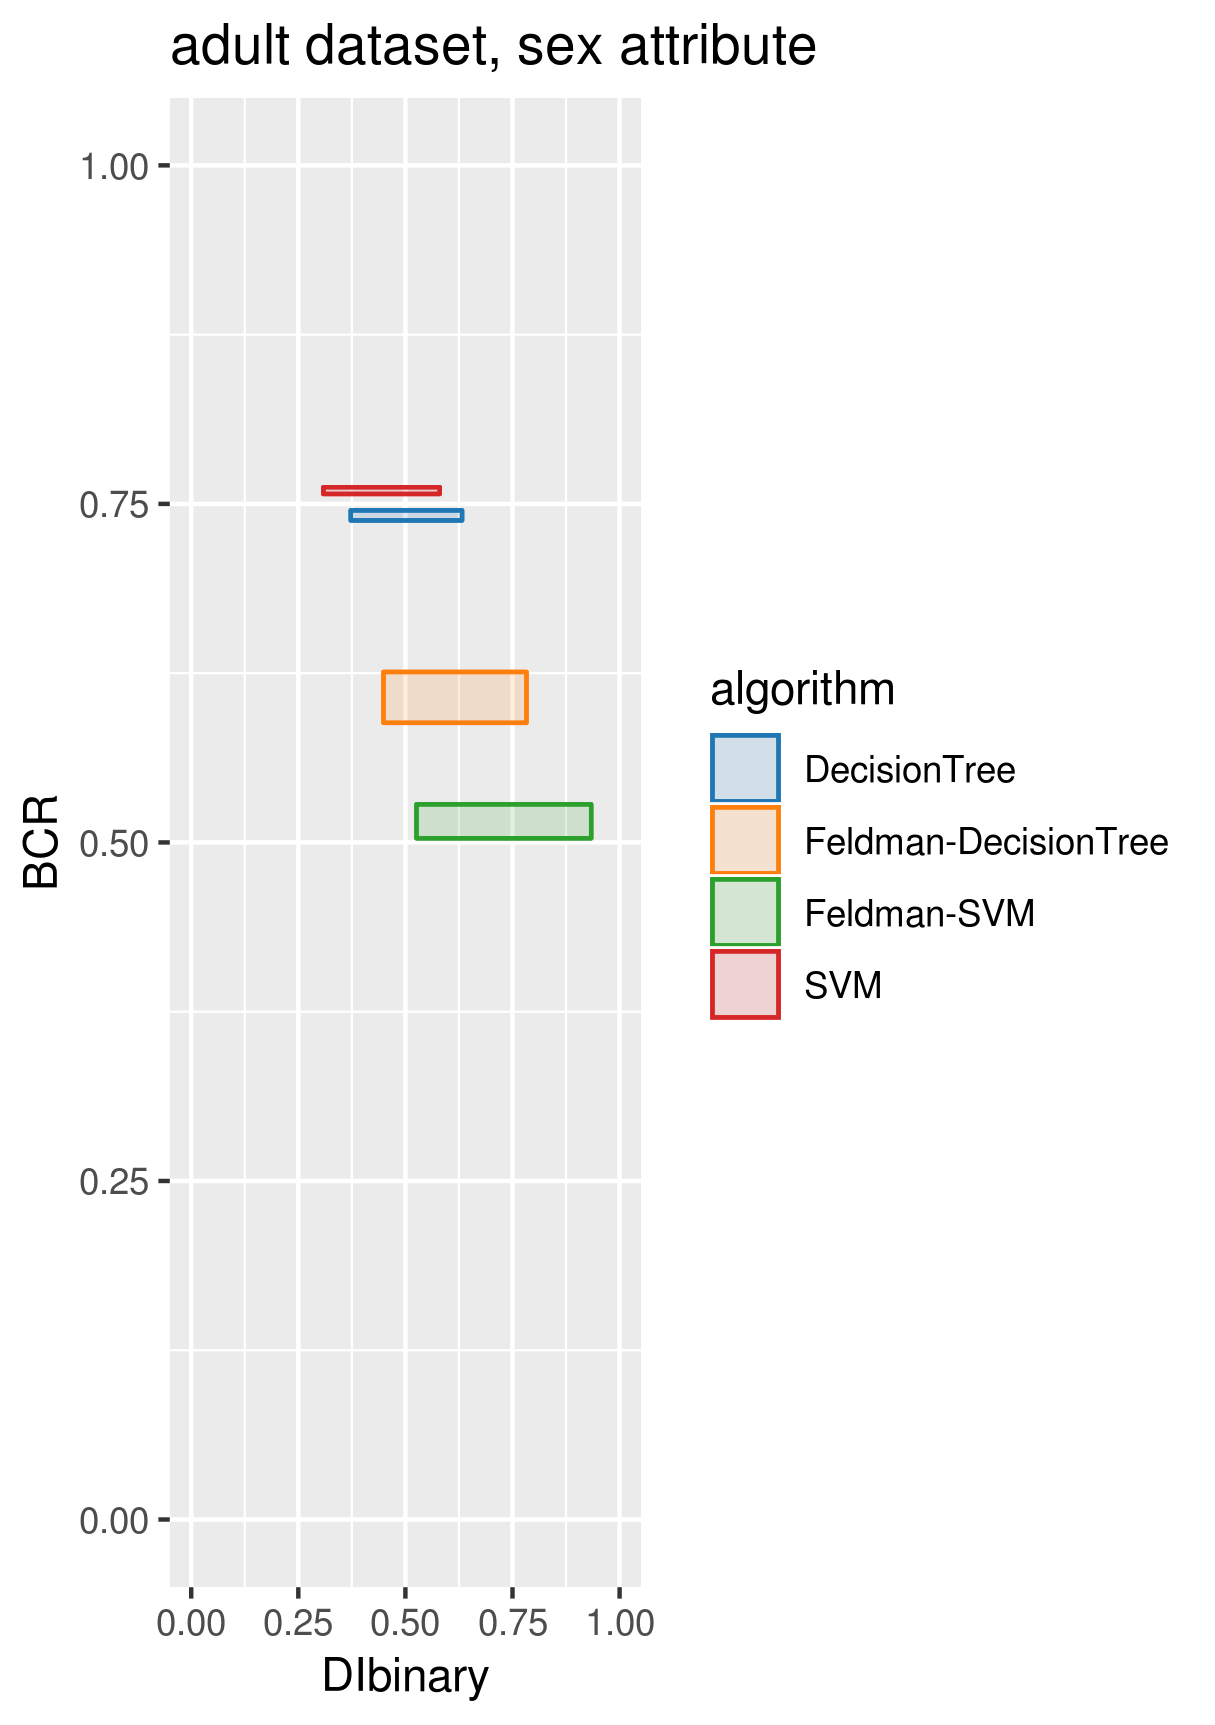 adult dataset, sex attribute
1.00
0.75
0.50
0.25
0.00
BCR
0.00 0.25 0.50 0.75 1.00
DIbinary
algorithm
DecisionTree
Feldman-DecisionTree
Feldman-SVM
SVM